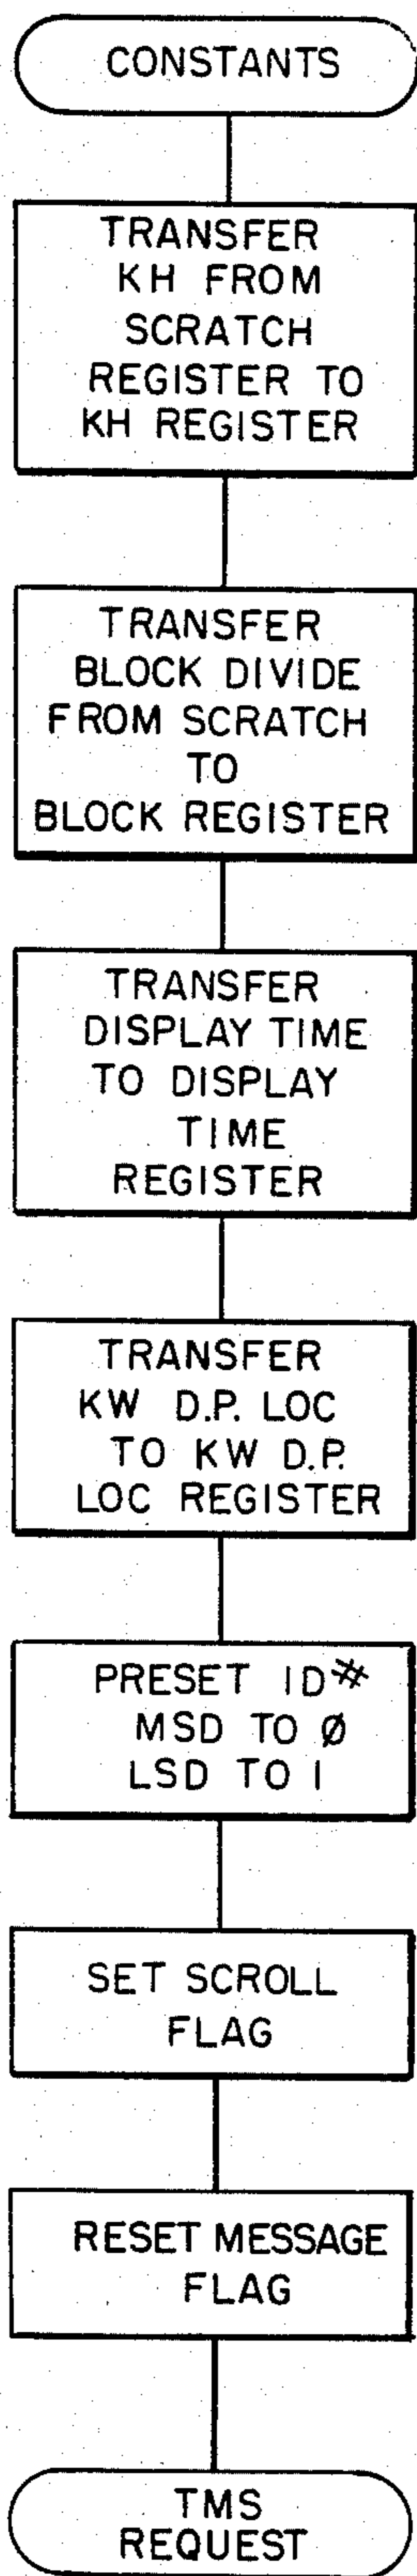 CONSTANTS
TRANSFER
KH FROM
SCRATCH
REGISTER TO
KH REGISTER
TRANSFER
BLOCK DIVIDE
FROM SCRATCH
TO
BLOCK REGISTER
TRANSFER
DISPLAY TIME
TO DISPLAY
TIME
REGISTER
TRANSFER
KW D.P. LOC
TO KW D.P.
LOC REGISTER
PRESET ID#
MSD TO Ø
LSD TO 1
SET SCROLL
FLAG
RESET MESSAGE
FLAG
TMS
REQUEST